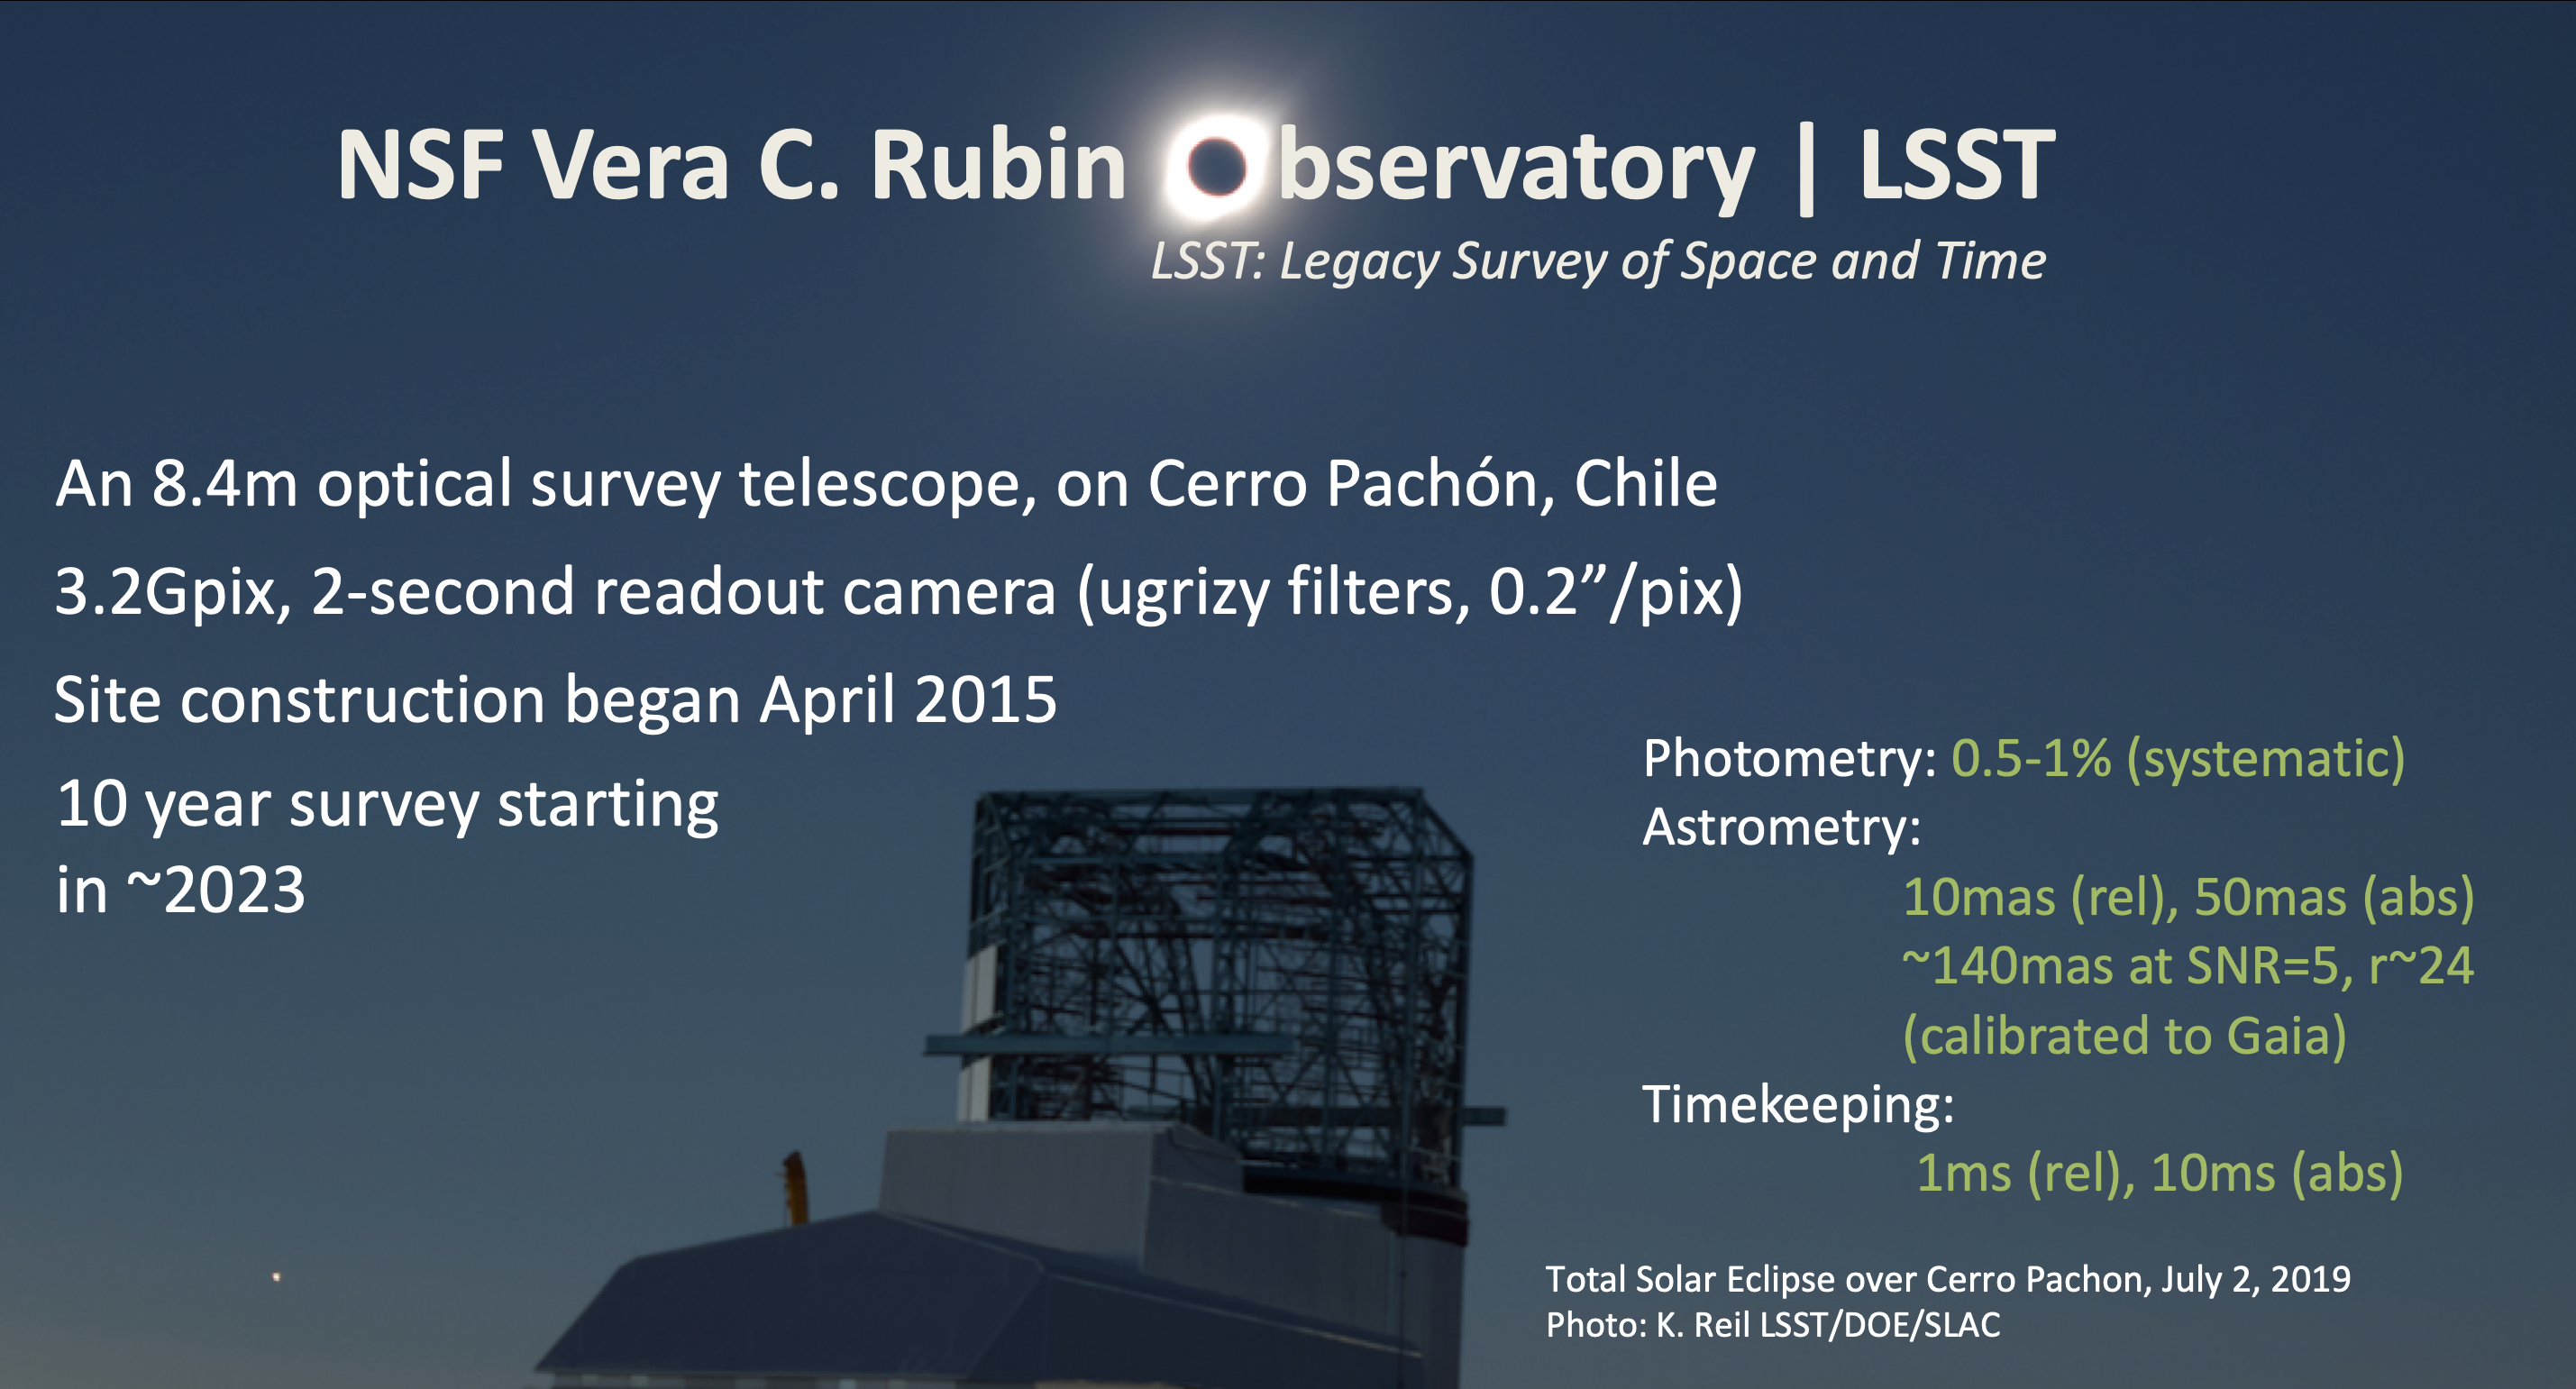 NSF Vera C. Rubin Observatory | LSST
LSST: Legacy Survey of Space and Time
An 8.4m optical survey telescope, on Cerro Pachón, Chile
3.2Gpix, 2-second readout camera (ugrizy filters, 0.2”/pix)
Site construction began April 2015
10 year survey starting
in ~2023
Photometry: 0.5-1% (systematic)
Astrometry:
10mas (rel), 50mas (abs)
~140mas at SNR=5, r~24
(calibrated to Gaia)
Timekeeping:
1ms (rel), 10ms (abs)
Total Solar Eclipse over Cerro Pachon, July 2, 2019
Photo: K. Reil LSST/DOE/SLAC